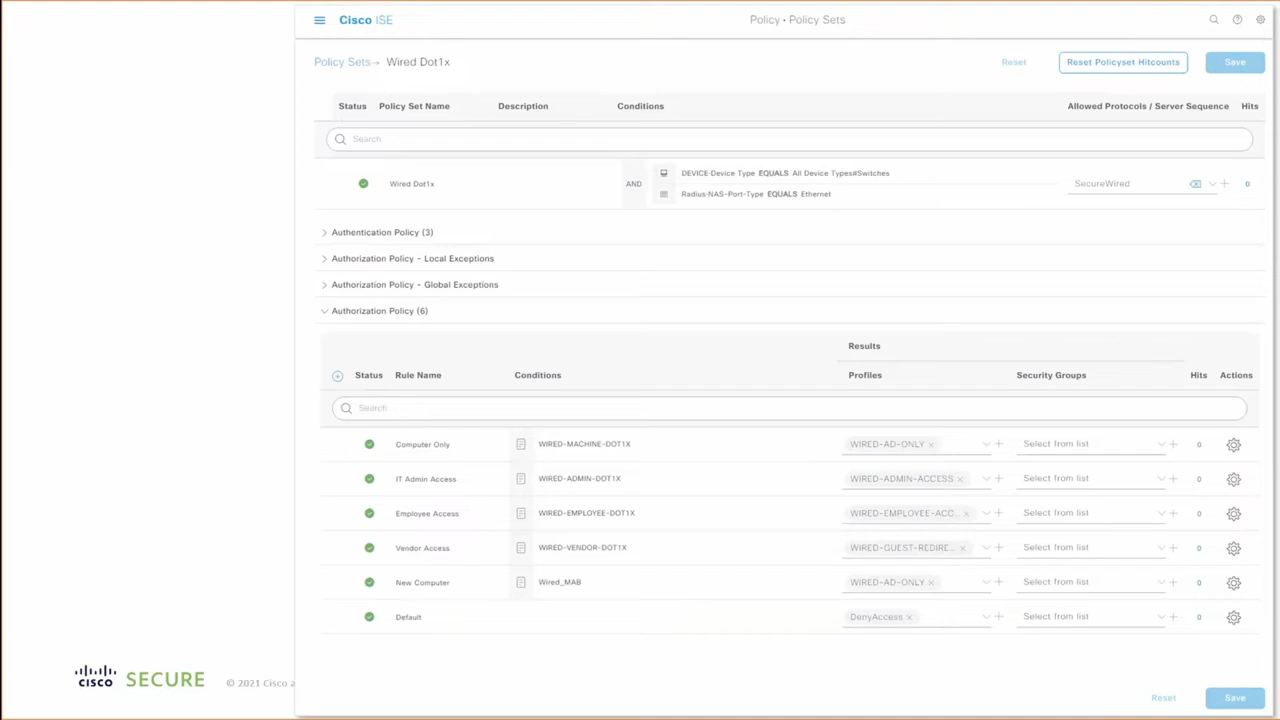 Cisco ISE
Policy • Policy Sets
Policy Sets→ Wired Dot1x
Reset
Reset Policyset Hitcounts
Save
Status Policy Set Name Description Conditions Allowed Protocols / Server Sequence Hits
Search
Wired Dot1x
AND
DEVICE-Device Type EQUALS All Device Types#Switches
Radius-NAS-Port-Type EQUALS Ethernet
SecureWired
0
Authentication Policy (3)
Authorization Policy - Local Exceptions
Authorization Policy - Global Exceptions
Authorization Policy (6)
Results
Status Rule Name Conditions Profiles Security Groups Hits Actions
Search
Computer Only WIRED-MACHINE-DOT1X WIRED-AD-ONLY Select from list 0
IT Admin Access WIRED-ADMIN-DOT1X WIRED-ADMIN-ACCESS Select from list 0
Employee Access WIRED-EMPLOYEE-DOT1X WIRED-EMPLOYEE-ACC... Select from list 0
Vendor Access WIRED-VENDOR-DOT1X WIRED-GUEST-REDIRE... Select from list 0
New Computer Wired_MAB WIRED-AD-ONLY Select from list 0
Default DenyAccess Select from list 0
Reset
Save
CISCO SECURE © 2021 Cisco a